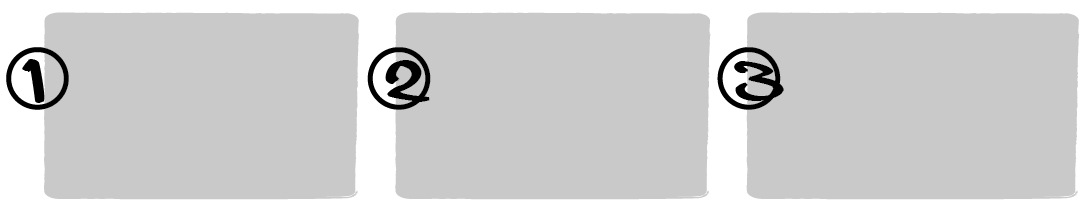 ① ② ③